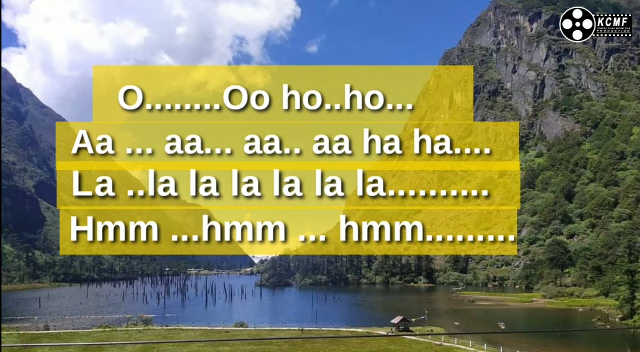 KCMF
O........Oo ho..ho...
Aa ... aa... aa.. aa ha ha....
La ..la la la la la la..........
Hmm ...hmm ... hmm.........